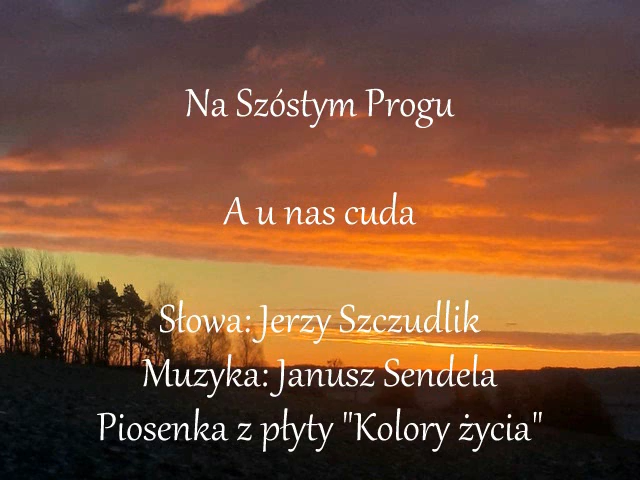 Na Szóstym Progu
A u nas cuda
Słowa: Jerzy Szczudlik
Muzyka: Janusz Sendela
Piosenka z płyty "Kolory życia"